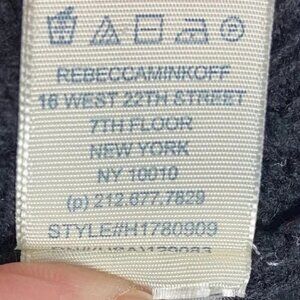 REBECCAMINKOFF
16 WEST 22TH STREET
7TH FLOOR
NEW YORK
NY 10010
(p) 212.677.7829
STYLE#H1780909